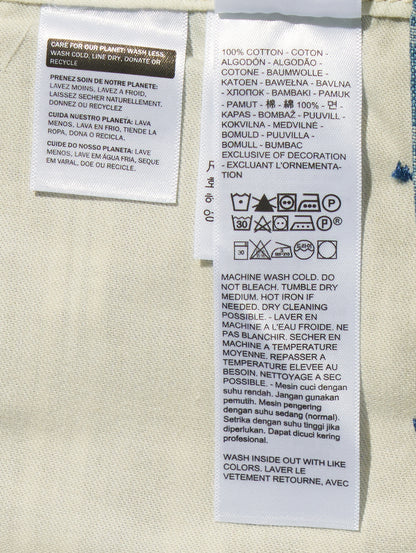 CARE FOR OUR PLANET: WASH LESS,
WASH COLD, LINE DRY, DONATE OR
RECYCLE
PRENEZ SOIN DE NOTRE PLANETE:
LAVEZ MOINS, LAVEZ A FROID,
LAISSEZ SECHER NATURELLEMENT.
DONNEZ OU RECYCLEZ
CUIDA NUESTRO PLANETA: LAVA
MENOS, LAVA EN FRIO, TIENDE LA
ROPA, DONA O RECICLA.
CUIDE DO NOSSO PLANETA: LAVE
MENOS, LAVE EM ÁGUA FRIA, SEQUE
EM VARAL, DOE OU RECICLE.
100% COTTON - COTON -
ALGODÓN - ALGODÃO -
COTONE - BAUMWOLLE -
KATOEN - BAWEŁNA - BAVLNA
- ХЛОПОК - BAMBAKI - PAMUK
- PAMUT - 棉 - 綿 100% - 면 -
KAPAS - BOMBAŽ - PUUVILL -
KOKVILNA - MEDVILNĖ -
BOMULD - PUUVILLA -
BOMULL - BUMBAC
EXCLUSIVE OF DECORATION
- EXCLUANT L'ORNEMENTA-
TION
P
30 P®
30
MACHINE WASH COLD. DO
NOT BLEACH. TUMBLE DRY
MEDIUM. HOT IRON IF
NEEDED. DRY CLEANING
POSSIBLE. - LAVER EN
MACHINE A L'EAU FROIDE. NE
PAS BLANCHIR. SECHER EN
MACHINE A TEMPERATURE
MOYENNE. REPASSER A
TEMPERATURE ELEVEE AU
BESOIN. NETTOYAGE A SEC
POSSIBLE. - Mesin cuci dengan
suhu rendah. Jangan gunakan
pemutih. Mesin pengering
dengan suhu sedang (normal).
Setrika dengan suhu tinggi jika
diperlukan. Dapat dicuci kering
profesional.
WASH INSIDE OUT WITH LIKE
COLORS. LAVER LE
VETEMENT RETOURNE, AVEC